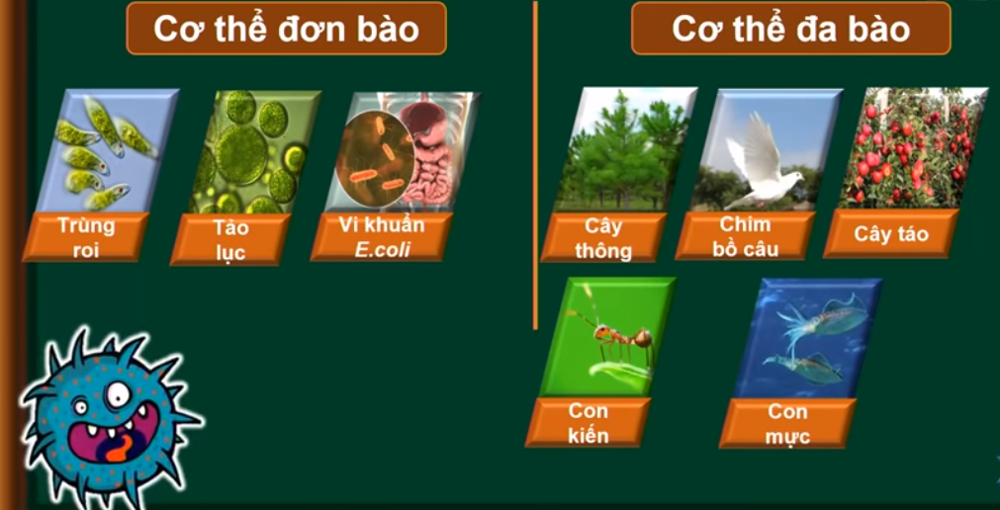 Cơ thể đơn bào
Cơ thể đa bào
Trùng
roi
Tảo
lục
Vi khuẩn
E.coli
Cây
thông
Chim
bồ câu
Cây táo
Con
kiến
Con
mực